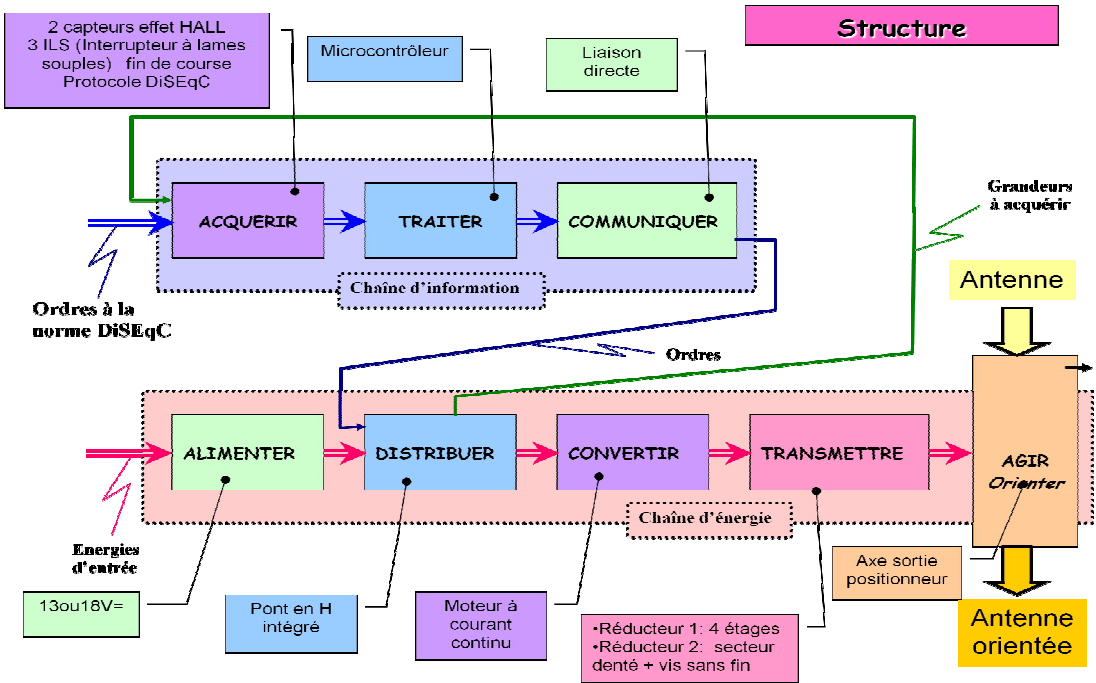 Structure
2 capteurs effet HALL
3 ILS (Interrupteur à lames
souples) fin de course
Protocole DiSEqC
Microcontrôleur
Liaison
directe
ACQUERIR
TRAITER
COMMUNIQUER
Grandeurs
à acquérir
Chaîne d'information
Ordres à la
norme DiSEqC
Antenne
Ordres
ALIMENTER
DISTRIBUER
CONVERTIR
TRANSMETTRE
AGIR
Orienter
Chaîne d'énergie
Energies
d'entrée
13ou18V=
Pont en H
intégré
Moteur à
courant
continu
•Réducteur 1: 4 étages
•Réducteur 2: secteur
denté + vis sans fin
Axe sortie
positionneur
Antenne
orientée